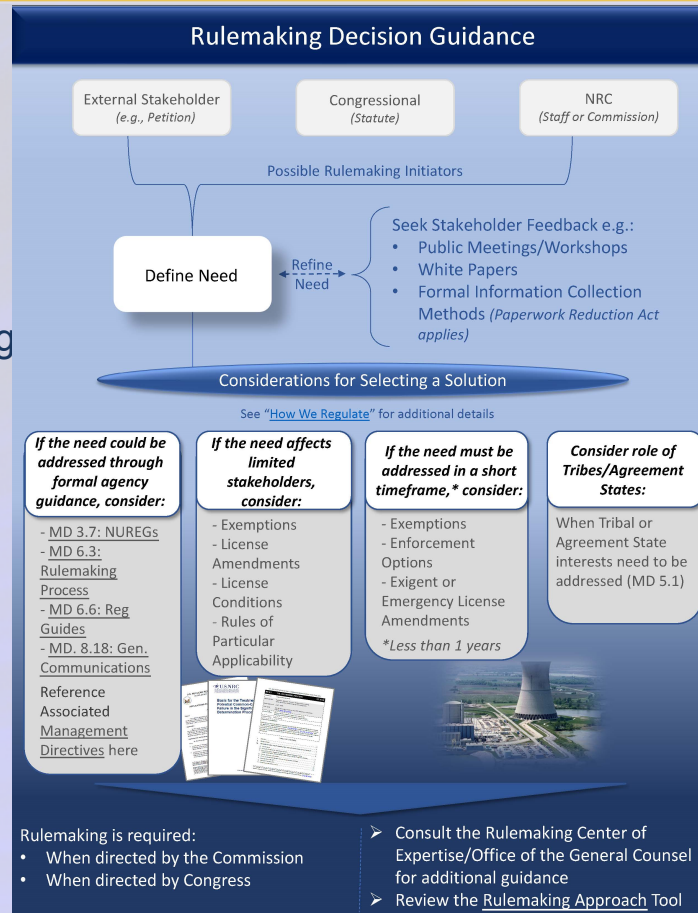 Rulemaking Decision Guidance
External Stakeholder
(e.g., Petition)
Congressional
(Statute)
NRC
(Staff or Commission)
Possible Rulemaking Initiators
Define Need
Refine
Need
Seek Stakeholder Feedback e.g.:
• Public Meetings/Workshops
• White Papers
• Formal Information Collection
Methods (Paperwork Reduction Act
applies)
g
Considerations for Selecting a Solution
See “How We Regulate” for additional details
If the need could be
addressed through
formal agency
guidance, consider:
- MD 3.7: NUREGs
- MD 6.3:
Rulemaking
Process
- MD 6.6: Reg
Guides
- MD. 8.18: Gen.
Communications
Reference
Associated
Management
Directives here
If the need affects
limited
stakeholders,
consider:
- Exemptions
- License
Amendments
- License
Conditions
- Rules of
Particular
Applicability
If the need must be
addressed in a short
timeframe,* consider:
- Exemptions
- Enforcement
Options
- Exigent or
Emergency License
Amendments
*Less than 1 years
Consider role of
Tribes/Agreement
States:
When Tribal or
Agreement State
interests need to be
addressed (MD 5.1)
U.S.NRC
Rulemaking is required:
• When directed by the Commission
• When directed by Congress
➢ Consult the Rulemaking Center of
Expertise/Office of the General Counsel
for additional guidance
➢ Review the Rulemaking Approach Tool